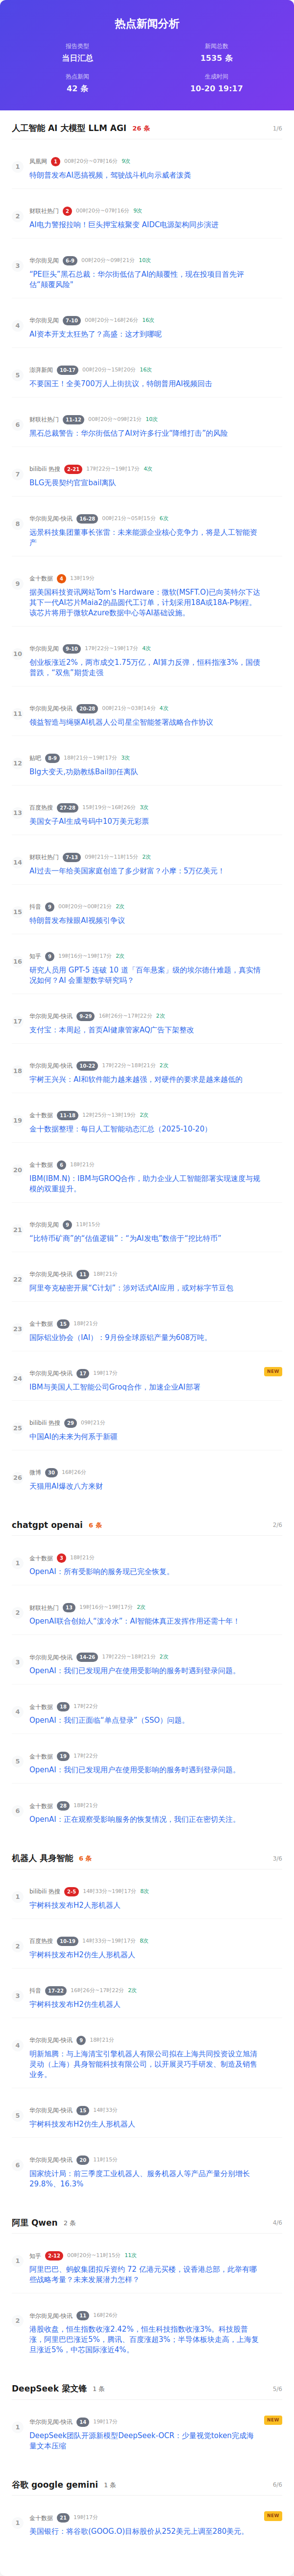 热点新闻分析
报告类型
新闻总数
当日汇总
1535 条
热点新闻
生成时间
42 条
10-20 19:17
人工智能 AI 大模型 LLM AGI 26 条 1/6
1
凤凰网 1 00时20分~07时16分 9次
特朗普发布AI恶搞视频，驾驶战斗机向示威者泼粪
2
财联社热门 2 00时20分~07时16分 9次
AI电力警报拉响！巨头押宝核聚变 AIDC电源架构同步演进
3
华尔街见闻 6-9 00时20分~09时21分 10次
“PE巨头”黑石总裁：华尔街低估了AI的颠覆性，现在投项目首先评
估“颠覆风险”
4
华尔街见闻 7-10 00时20分~16时26分 16次
AI资本开支太狂热了？高盛：这才到哪呢
5
澎湃新闻 10-17 00时20分~15时20分 16次
不要国王！全美700万人上街抗议，特朗普用AI视频回击
6
财联社热门 11-12 00时20分~09时21分 10次
黑石总裁警告：华尔街低估了AI对许多行业“降维打击”的风险
7
bilibili 热搜 2-21 17时22分~19时17分 4次
BLG无畏契约官宣bail离队
8
华尔街见闻-快讯 16-28 00时21分~05时15分 6次
远景科技集团董事长张雷：未来能源企业核心竞争力，将是人工智能资
产
9
金十数据 4 13时19分
据美国科技资讯网站Tom's Hardware：微软(MSFT.O)已向英特尔下达
其下一代AI芯片Maia2的晶圆代工订单，计划采用18A或18A-P制程。
该芯片将用于微软Azure数据中心等AI基础设施。
10
华尔街见闻 9-10 17时22分~19时17分 4次
创业板涨近2%，两市成交1.75万亿，AI算力反弹，恒科指涨3%，国债
普跌，“双焦”期货走强
11
华尔街见闻-快讯 20-28 00时21分~03时14分 4次
领益智造与绳驱AI机器人公司星尘智能签署战略合作协议
12
贴吧 8-9 18时21分~19时17分 3次
Blg大变天,功勋教练Bail卸任离队
13
百度热搜 27-28 15时19分~16时26分 3次
美国女子AI生成号码中10万美元彩票
14
财联社热门 7-13 09时21分~11时15分 2次
AI过去一年给美国家庭创造了多少财富？小摩：5万亿美元！
15
抖音 9 00时20分~00时21分 2次
特朗普发布辣眼AI视频引争议
16
知乎 9 19时16分~19时17分 2次
研究人员用 GPT-5 连破 10 道「百年悬案」级的埃尔德什难题，真实情
况如何？AI 会重塑数学研究吗？
17
华尔街见闻-快讯 9-29 16时26分~17时22分 2次
支付宝：本周起，首页AI健康管家AQ广告下架整改
18
华尔街见闻-快讯 10-22 17时22分~18时21分 2次
宇树王兴兴：AI和软件能力越来越强，对硬件的要求是越来越低的
19
金十数据 11-18 12时25分~13时19分 2次
金十数据整理：每日人工智能动态汇总（2025-10-20）
20
金十数据 6 18时21分
IBM(IBM.N)：IBM与GROQ合作，助力企业人工智能部署实现速度与规
模的双重提升。
21
华尔街见闻 9 11时15分
“比特币矿商”的“估值逻辑”：“为AI发电”数倍于“挖比特币”
22
华尔街见闻-快讯 11 18时21分
阿里夸克秘密开展“C计划”：涉对话式AI应用，或对标字节豆包
23
金十数据 15 18时21分
国际铝业协会（IAI）：9月份全球原铝产量为608万吨。
24
华尔街见闻-快讯 17 19时17分 NEW
IBM与美国人工智能公司Groq合作，加速企业AI部署
25
bilibili 热搜 29 09时21分
中国AI的未来为何系于新疆
26
微博 30 16时26分
天猫用AI爆改八方来财
chatgpt openai 6 条 2/6
1
金十数据 3 18时21分
OpenAI：所有受影响的服务现已完全恢复。
2
财联社热门 13 19时16分~19时17分 2次
OpenAI联合创始人“泼冷水”：AI智能体真正发挥作用还需十年！
3
华尔街见闻-快讯 14-26 17时22分~18时21分 2次
OpenAI：我们已发现用户在使用受影响的服务时遇到登录问题。
4
金十数据 18 17时22分
OpenAI：我们正面临“单点登录”（SSO）问题。
5
金十数据 19 17时22分
OpenAI：我们已发现用户在使用受影响的服务时遇到登录问题。
6
金十数据 28 18时21分
OpenAI：正在观察受影响服务的恢复情况，我们正在密切关注。
机器人 具身智能 6 条 3/6
1
bilibili 热搜 2-5 14时33分~19时17分 8次
宇树科技发布H2人形机器人
2
百度热搜 10-19 14时33分~19时17分 8次
宇树科技发布H2仿生人形机器人
3
抖音 17-22 16时26分~17时22分 2次
宇树科技发布H2仿生机器人
4
华尔街见闻-快讯 9 18时21分
明新旭腾：与上海清宝引擎机器人有限公司拟在上海共同投资设立旭清
灵动（上海）具身智能科技有限公司，以开展灵巧手研发、制造及销售
业务。
5
华尔街见闻-快讯 15 14时33分
宇树科技发布H2仿生人形机器人
6
华尔街见闻-快讯 20 11时15分
国家统计局：前三季度工业机器人、服务机器人等产品产量分别增长
29.8%、16.3%
阿里 Qwen 2 条 4/6
1
知乎 2-12 00时20分~11时15分 11次
阿里巴巴、蚂蚁集团拟斥资约 72 亿港元买楼，设香港总部，此举有哪
些战略考量？未来发展潜力怎样？
2
华尔街见闻-快讯 11 16时26分
港股收盘，恒生指数收涨2.42%，恒生科技指数收涨3%。科技股普
涨，阿里巴巴涨近5%，腾讯、百度涨超3%；半导体板块走高，上海复
旦涨近5%，中芯国际涨近4%。
DeepSeek 梁文锋 1 条 5/6
1
华尔街见闻-快讯 14 19时17分 NEW
DeepSeek团队开源新模型DeepSeek-OCR：少量视觉token完成海
量文本压缩
谷歌 google gemini 1 条 6/6
1
金十数据 21 19时17分 NEW
美国银行：将谷歌(GOOG.O)目标股价从252美元上调至280美元。